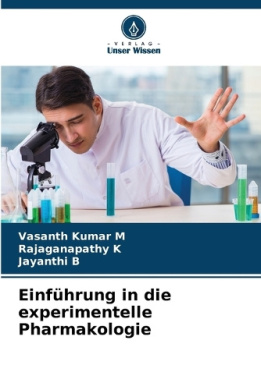 - VERLAG -
Unser Wissen
Vasanth Kumar M
Rajaganapathy K
Jayanthi B
Einführung in die
experimentelle
Pharmakologie